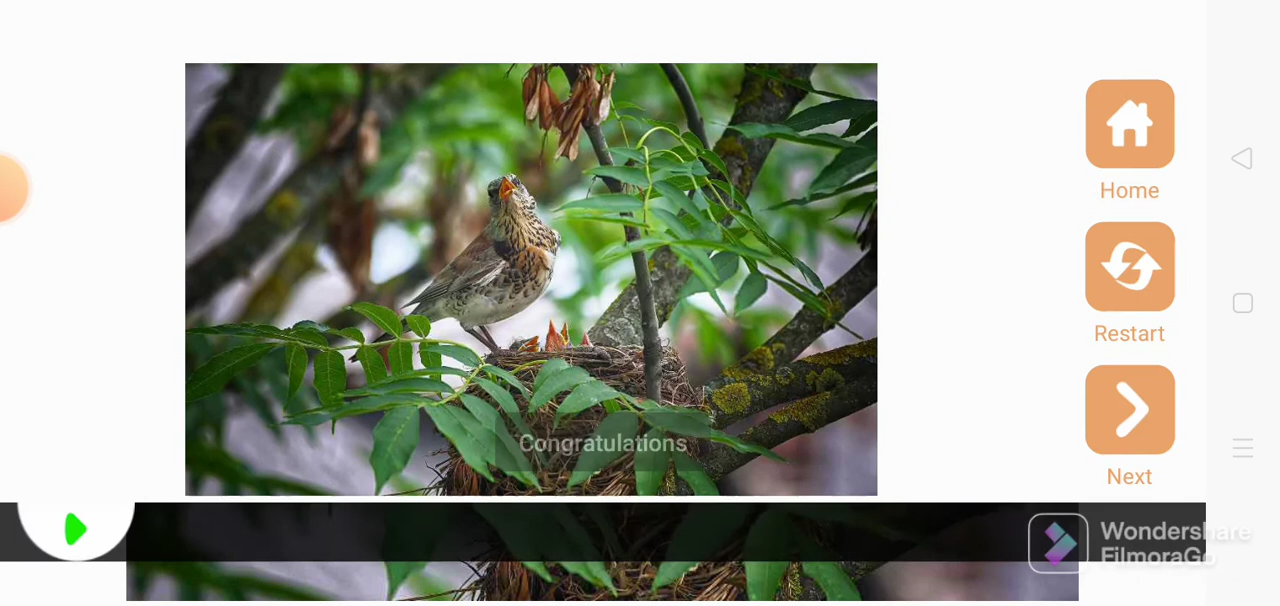 Home
Restart
Congratulations
Next
Wondershare
FilmoraGo